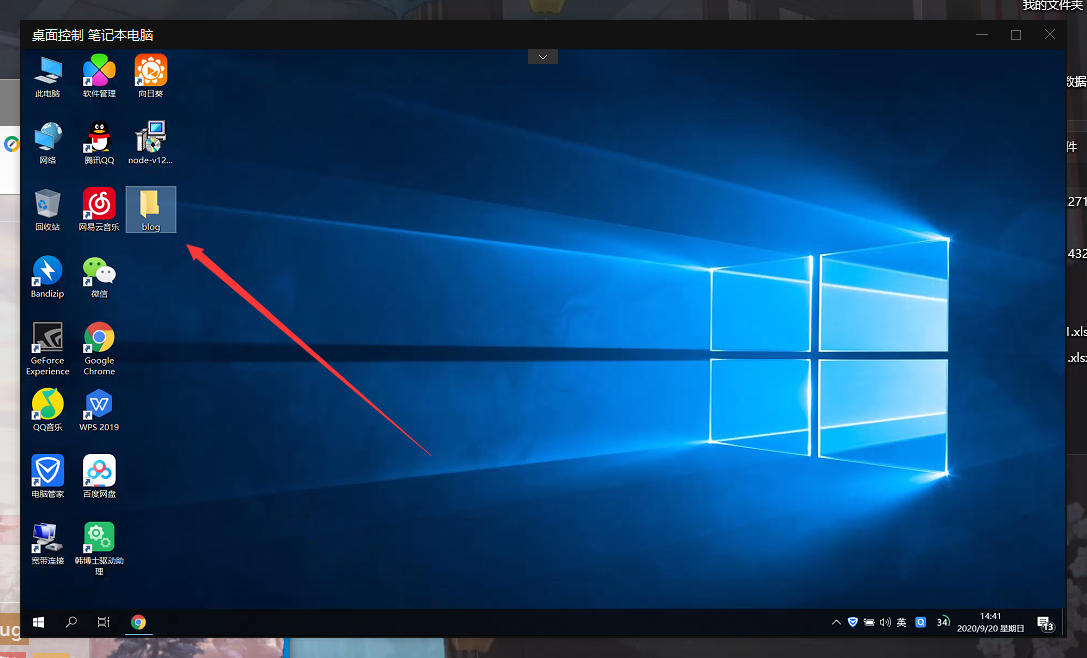 我的文件夹
桌面控制 笔记本电脑
此电脑
软件管理
向日葵
数据
网络
腾讯QQ
node-v12...
件
回收站
网易云音乐
blog
271
432
Bandizip
微信
GeForce
Experience
Google
Chrome
1.xls
.xls
QQ音乐
WPS 2019
电脑管家
百度网盘
宽带连接
韩博士驱动助
理
英
34
14:41
2020/9/20 星期日
13
ug